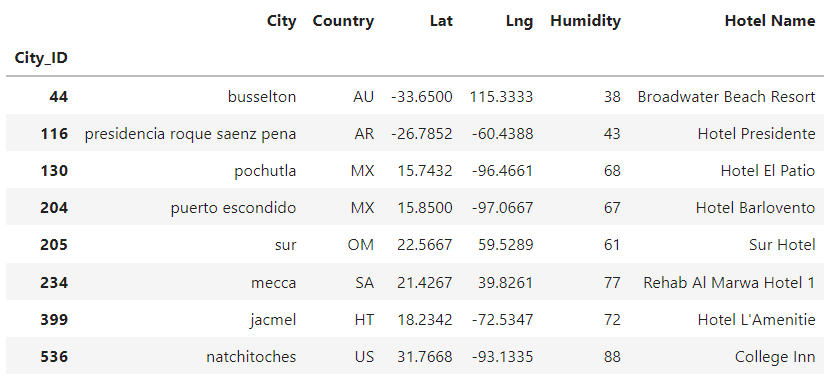 City Country Lat Lng Humidity Hotel Name
City_ID
44 busselton AU -33.6500 115.3333 38 Broadwater Beach Resort
116 presidencia roque saenz pena AR -26.7852 -60.4388 43 Hotel Presidente
130 pochutla MX 15.7432 -96.4661 68 Hotel El Patio
204 puerto escondido MX 15.8500 -97.0667 67 Hotel Barlovento
205 sur OM 22.5667 59.5289 61 Sur Hotel
234 mecca SA 21.4267 39.8261 77 Rehab Al Marwa Hotel 1
399 jacmel HT 18.2342 -72.5347 72 Hotel L'Amenitie
536 natchitoches US 31.7668 -93.1335 88 College Inn